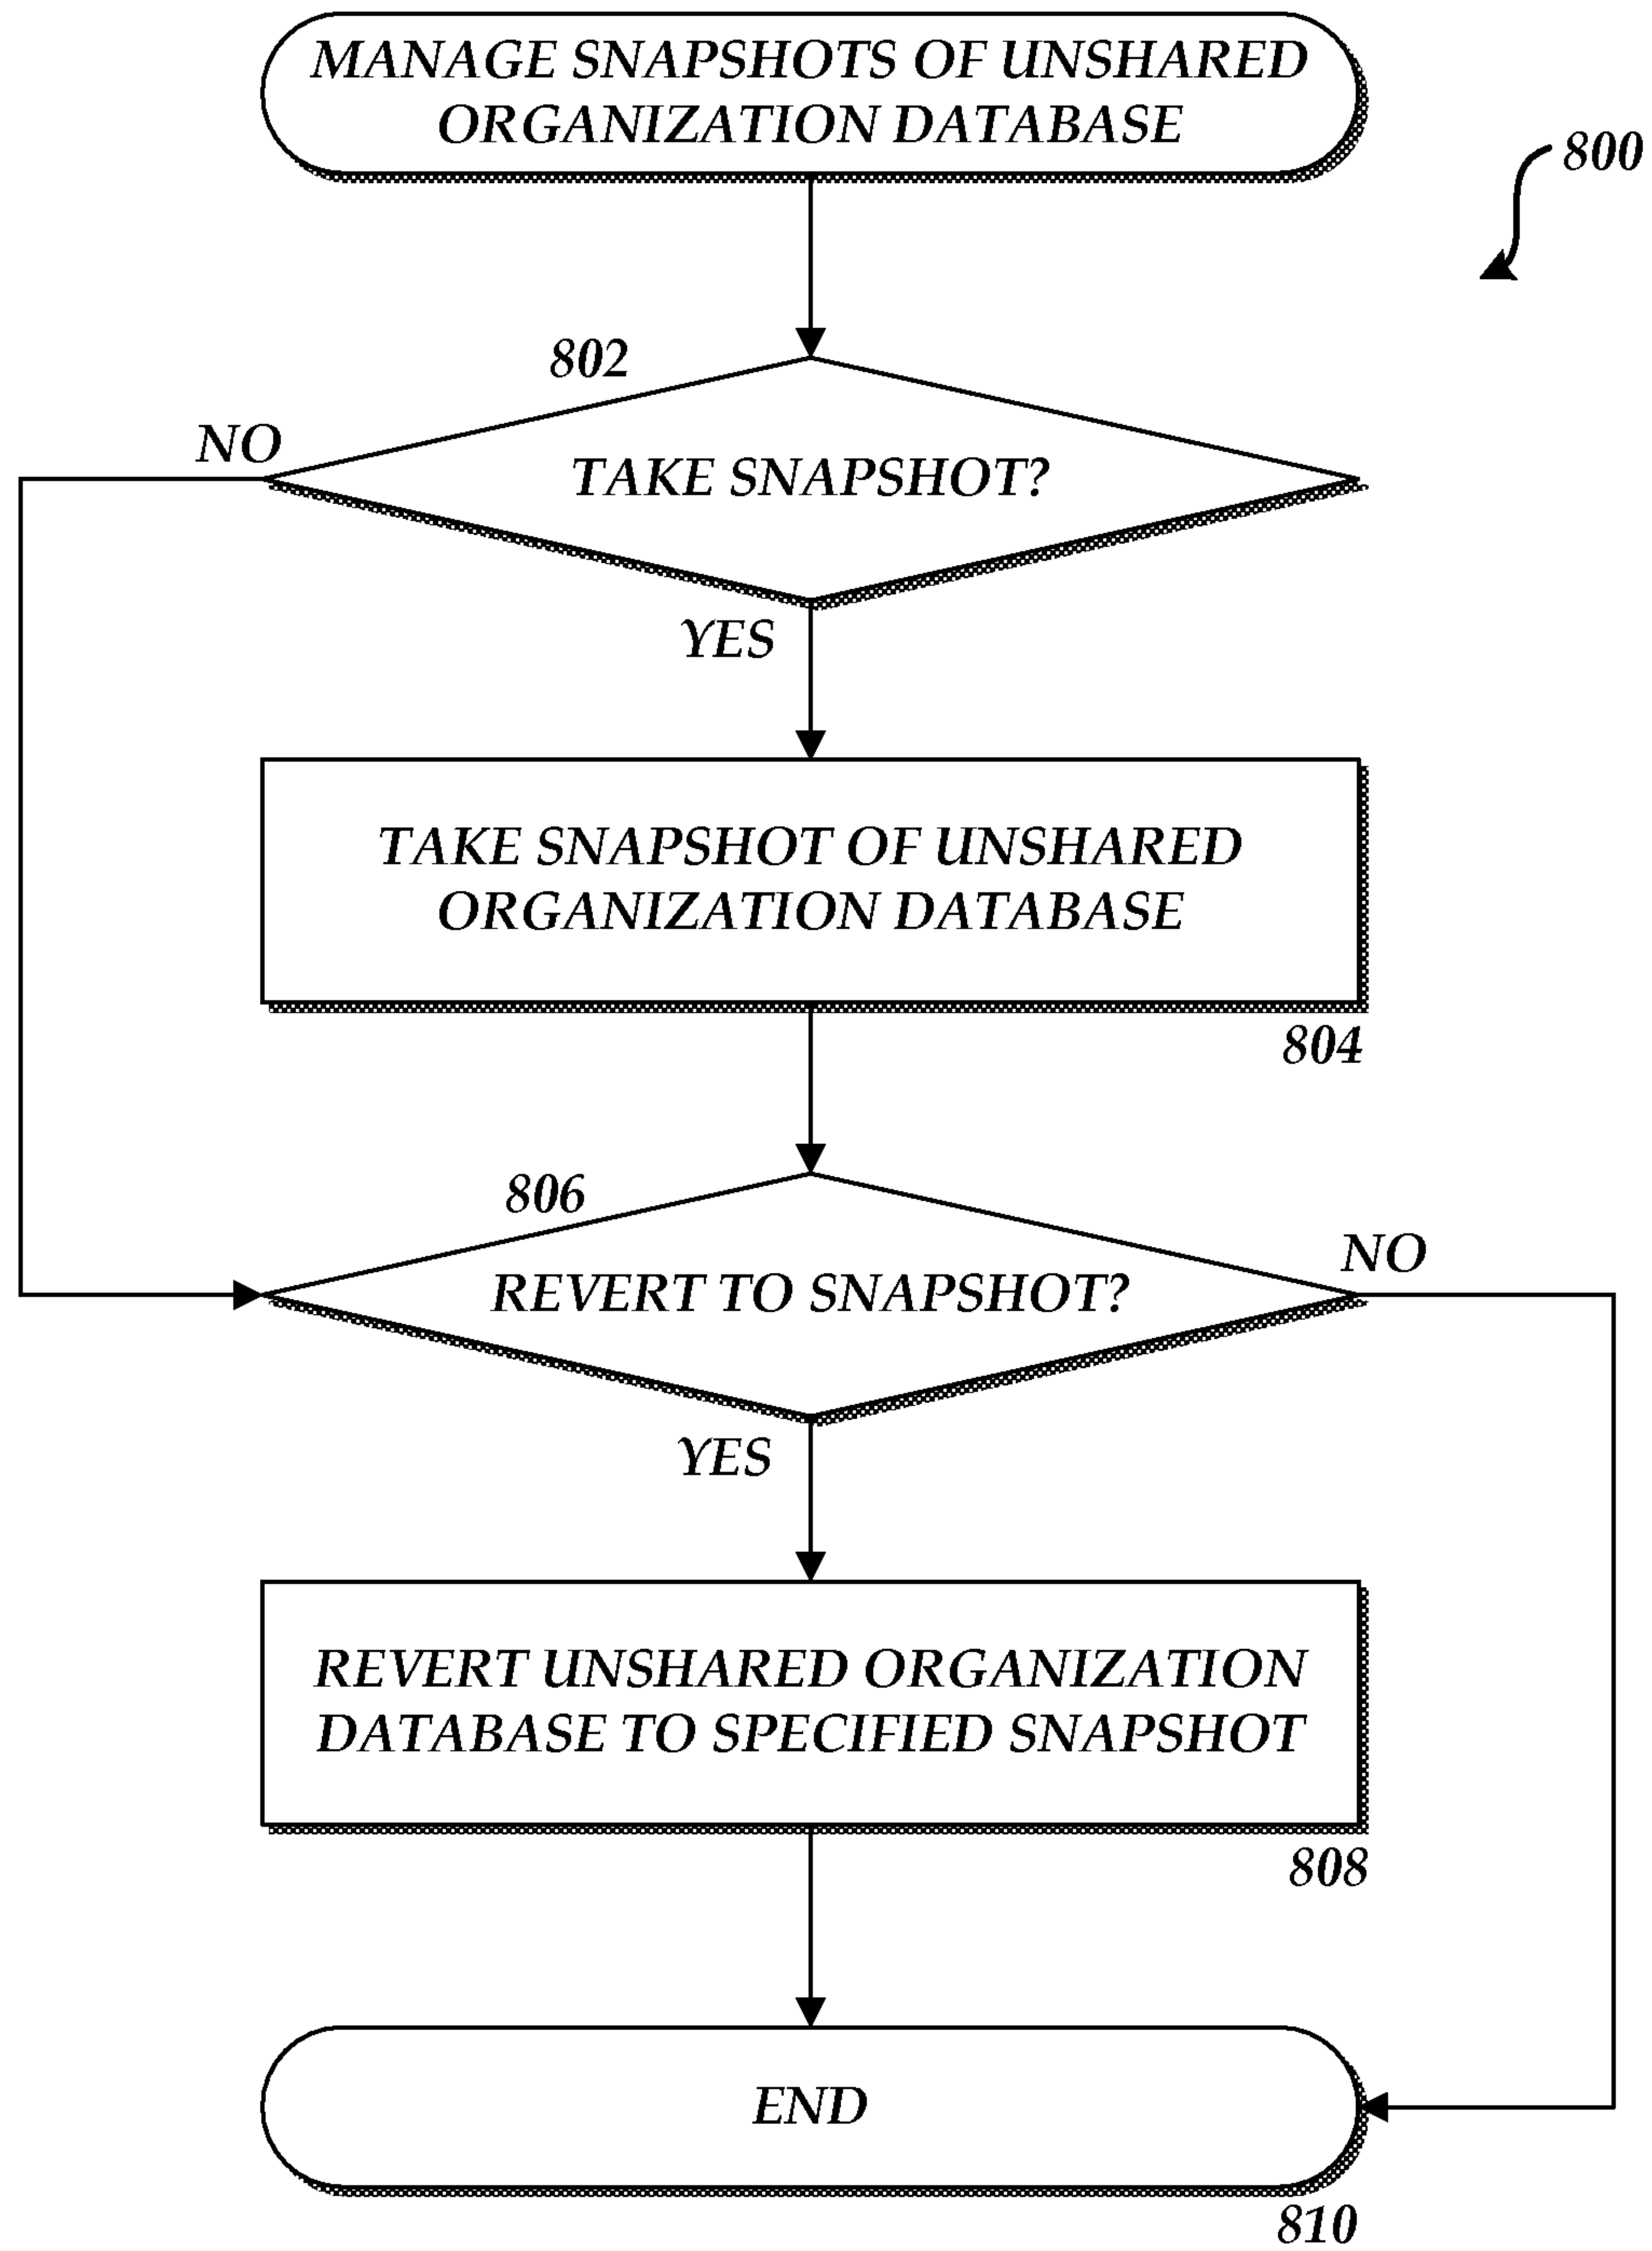 MANAGE SNAPSHOTS OF UNSHARED
ORGANIZATION DATABASE
800
802
NO
TAKE SNAPSHOT?
YES
TAKE SNAPSHOT OF UNSHARED
ORGANIZATION DATABASE
804
806
NO
REVERT TO SNAPSHOT?
YES
REVERT UNSHARED ORGANIZATION
DATABASE TO SPECIFIED SNAPSHOT
808
END
810